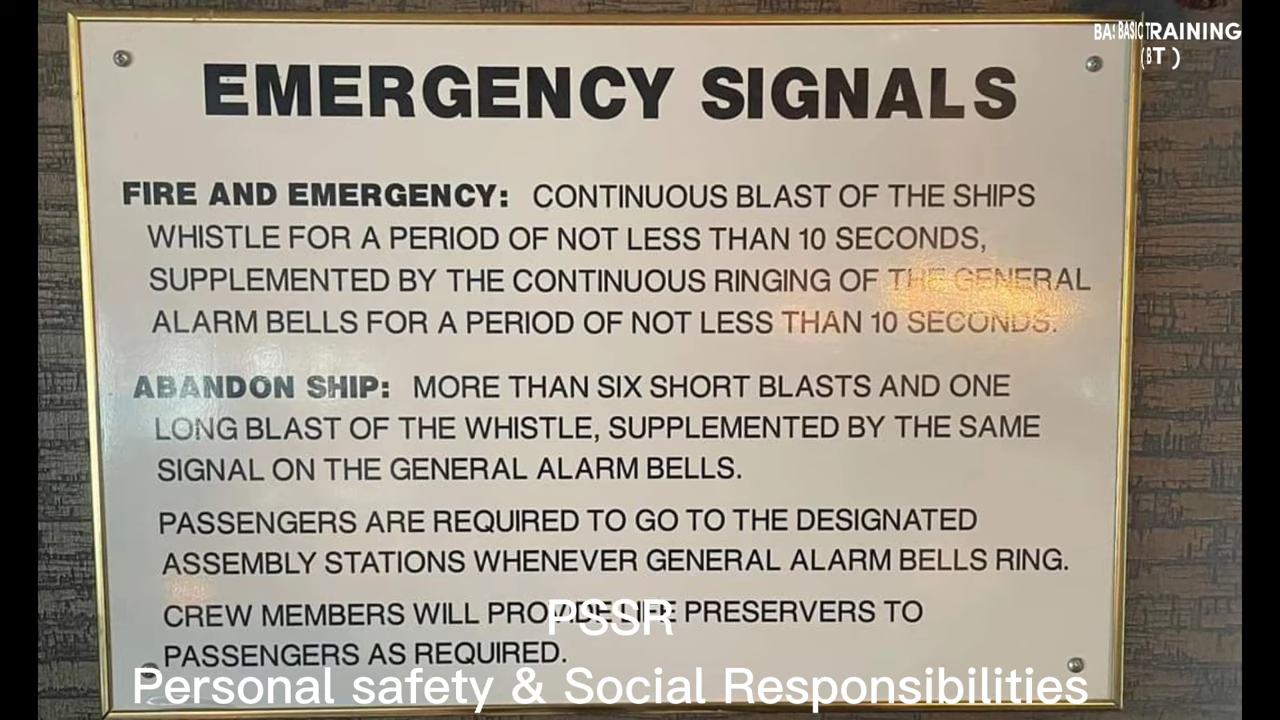 BASIC TRAINING
(BT)
EMERGENCY SIGNALS
FIRE AND EMERGENCY: CONTINUOUS BLAST OF THE SHIPS
WHISTLE FOR A PERIOD OF NOT LESS THAN 10 SECONDS,
SUPPLEMENTED BY THE CONTINUOUS RINGING OF THE GENERAL
ALARM BELLS FOR A PERIOD OF NOT LESS THAN 10 SECONDS.
ABANDON SHIP: MORE THAN SIX SHORT BLASTS AND ONE
LONG BLAST OF THE WHISTLE, SUPPLEMENTED BY THE SAME
SIGNAL ON THE GENERAL ALARM BELLS.
PASSENGERS ARE REQUIRED TO GO TO THE DESIGNATED
ASSEMBLY STATIONS WHENEVER GENERAL ALARM BELLS RING.
CREW MEMBERS WILL PROVIDE LIFE PRESERVERS TO
PASSENGERS AS REQUIRED.
PSSR
Personal safety & Social Responsibilities